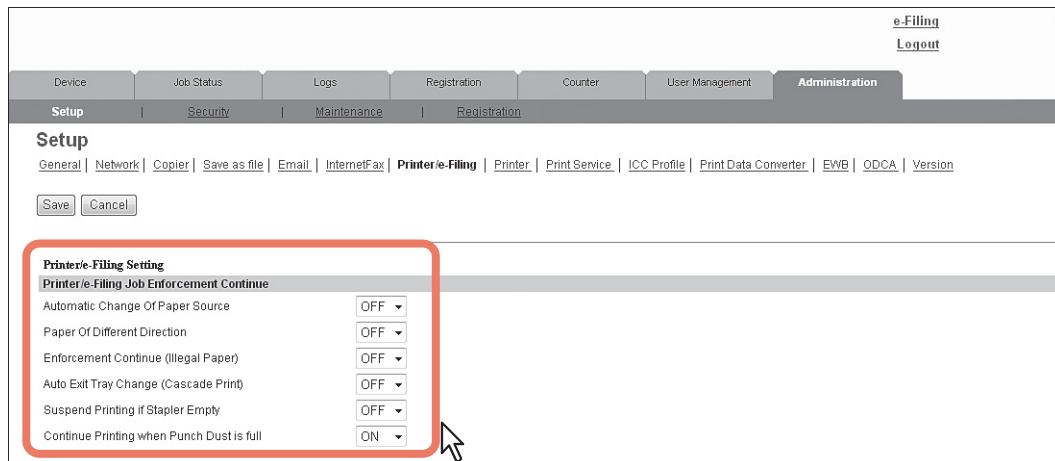 e-Filing
Logout
Device Job Status Logs Registration Counter User Management Administration
Setup | Security | Maintenance | Registration
Setup
General | Network | Copier | Save as file | Email | InternetFax | Printer/e-Filing | Printer | Print Service | ICC Profile | Print Data Converter | EWB | ODCA | Version
Save Cancel
Printer/e-Filing Setting
Printer/e-Filing Job Enforcement Continue
Automatic Change Of Paper Source OFF
Paper Of Different Direction OFF
Enforcement Continue (Illegal Paper) OFF
Auto Exit Tray Change (Cascade Print) OFF
Suspend Printing if Stapler Empty OFF
Continue Printing when Punch Dust is full ON